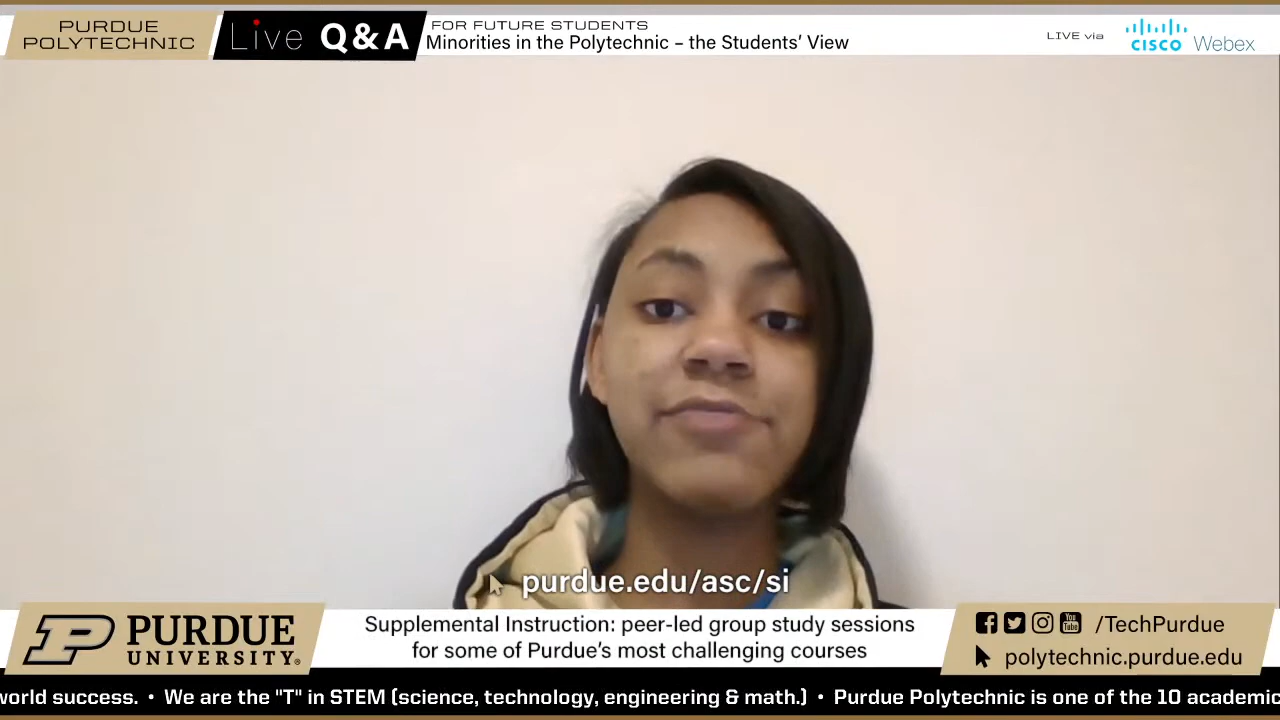 PURDUE
POLYTECHNIC
Live Q&A
FOR FUTURE STUDENTS
Minorities in the Polytechnic – the Students' View
LIVE via
CISCO Webex
purdue.edu/asc/si
P PURDUE
UNIVERSITY®
Supplemental Instruction: peer-led group study sessions
for some of Purdue's most challenging courses
You Tube /TechPurdue
polytechnic.purdue.edu
world success. • We are the "T" in STEM (science, technology, engineering & math.) • Purdue Polytechnic is one of the 10 academic